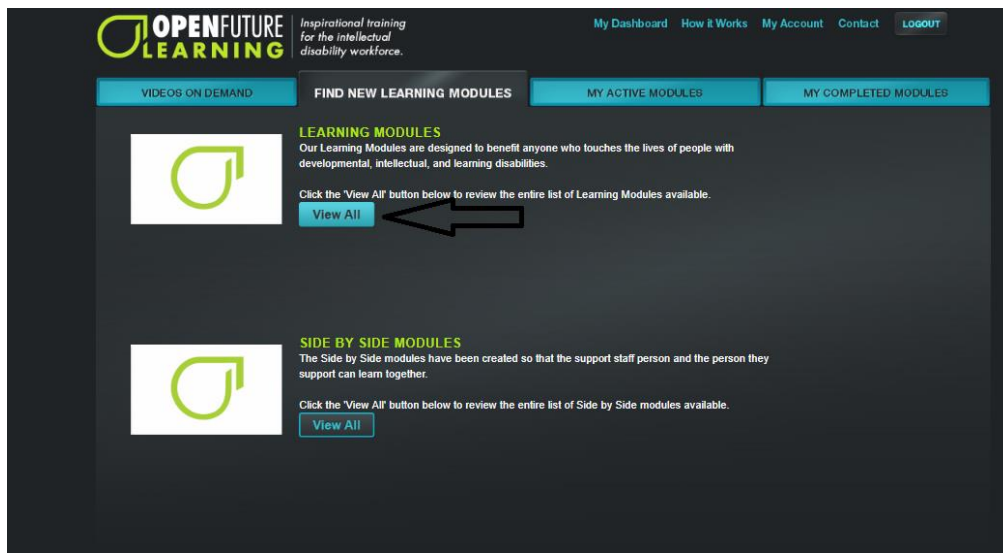 OPENFUTURE
LEARNING
Inspirational training
for the intellectual
disability workforce.
My Dashboard How it Works My Account Contact LOGOUT
VIDEOS ON DEMAND FIND NEW LEARNING MODULES MY ACTIVE MODULES MY COMPLETED MODULES
LEARNING MODULES
Our Learning Modules are designed to benefit anyone who touches the lives of people with
developmental, intellectual, and learning disabilities.
Click the 'View All' button below to review the entire list of Learning Modules available.
View All
SIDE BY SIDE MODULES
The Side by Side modules have been created so that the support staff person and the person they
support can learn together.
Click the 'View All' button below to review the entire list of Side by Side modules available.
View All